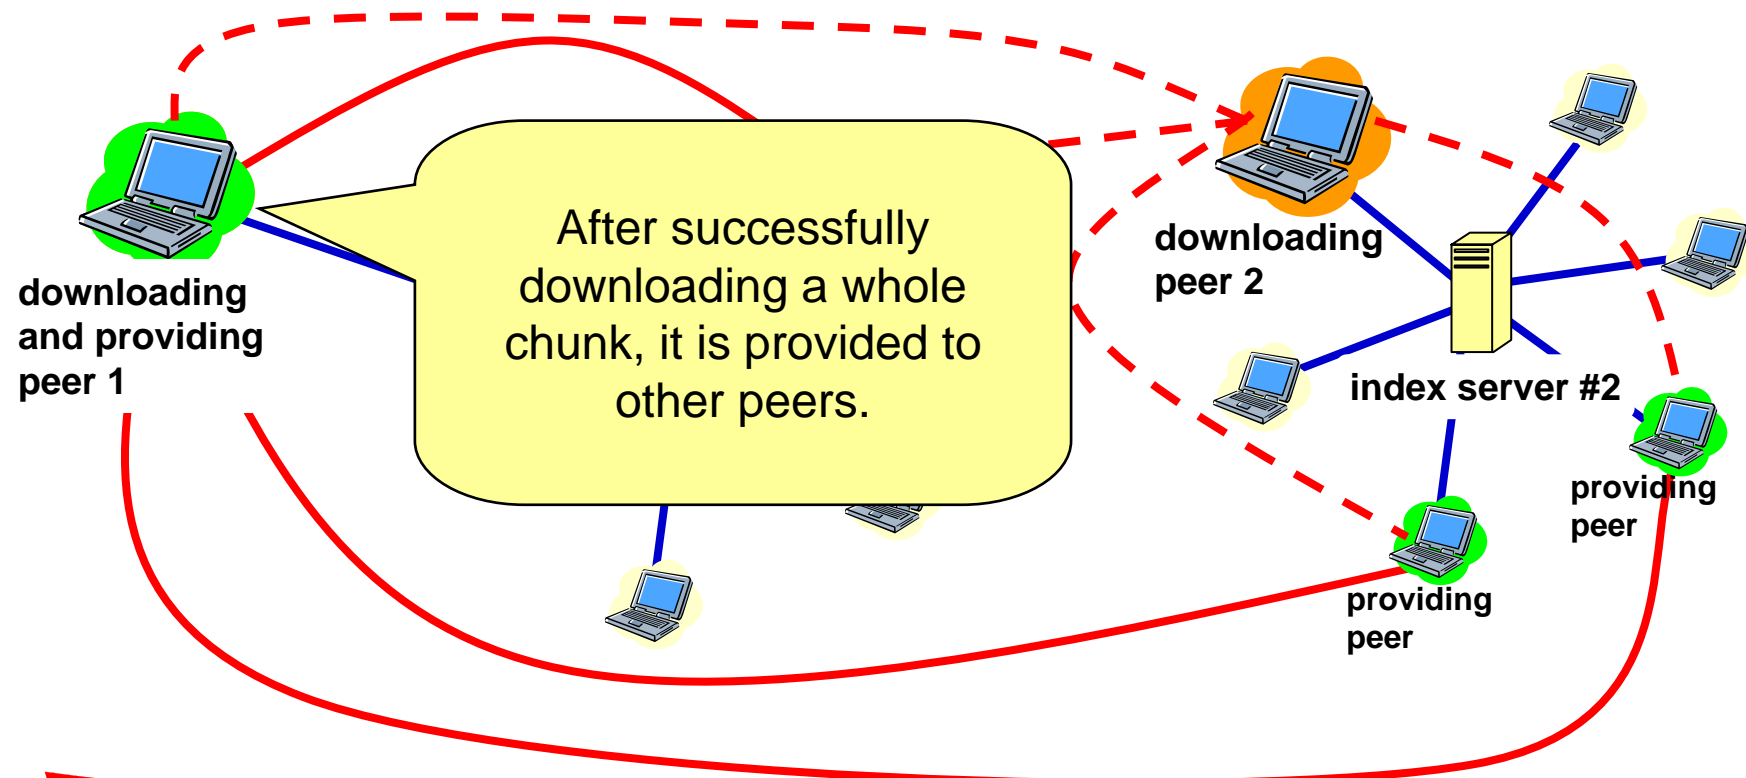 After successfully
downloading a whole
chunk, it is provided to
other peers.
downloading
and providing
peer 1
downloading
peer 2
index server #2
providing
peer
providing
peer